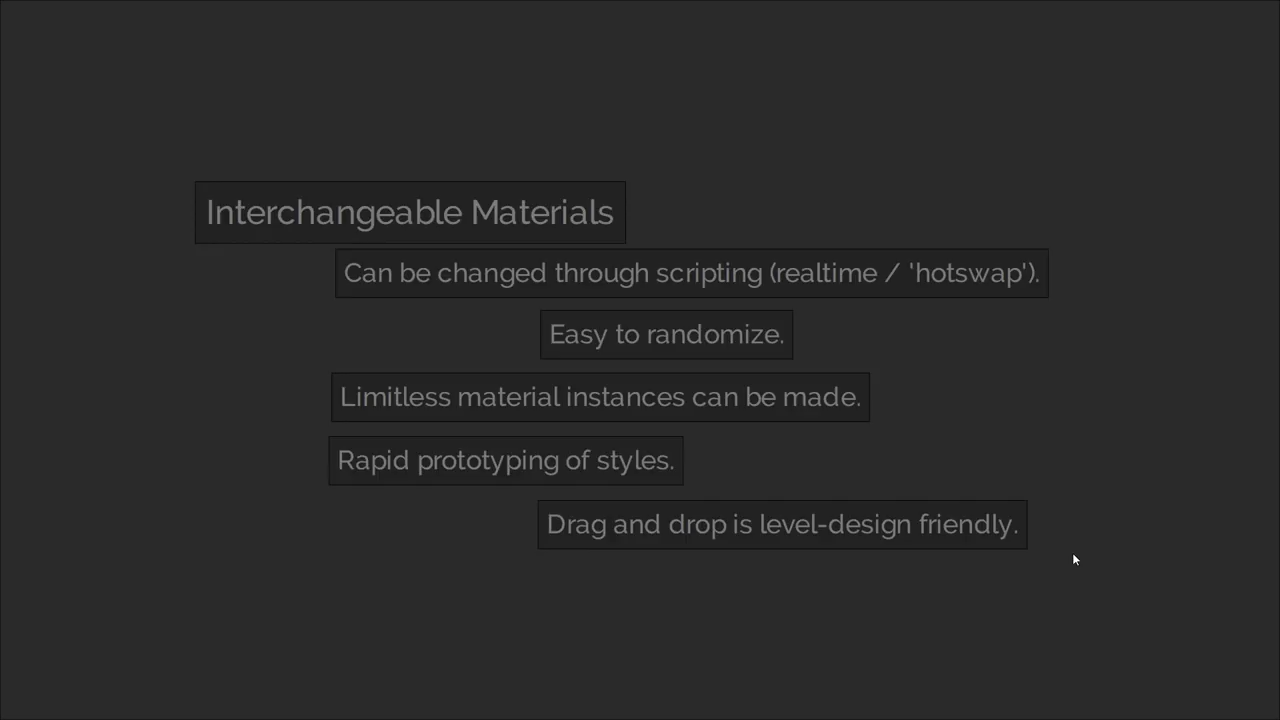 Interchangeable Materials
Can be changed through scripting (realtime / 'hotswap').
Easy to randomize.
Limitless material instances can be made.
Rapid prototyping of styles.
Drag and drop is level-design friendly.